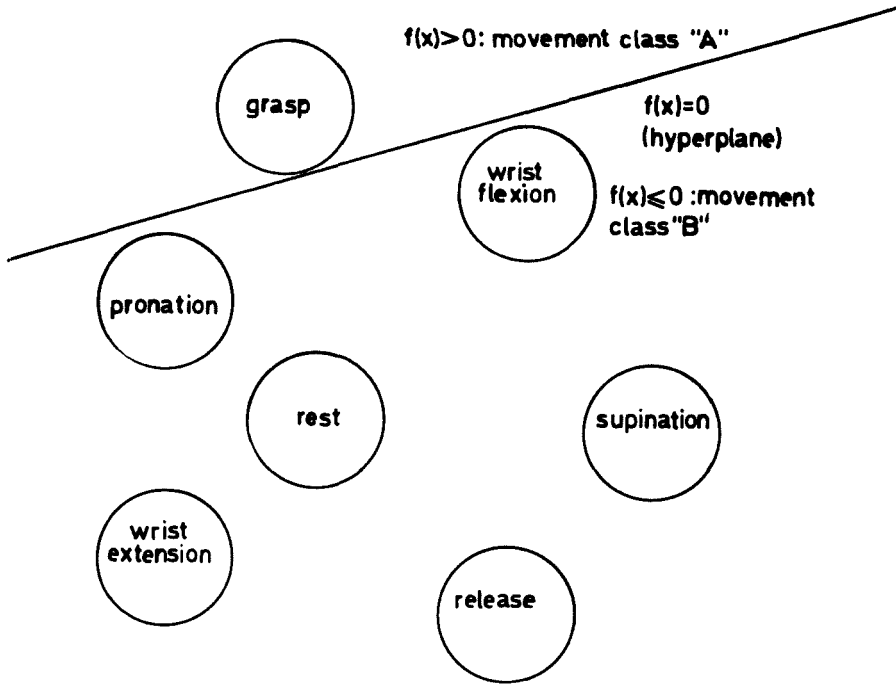 f(x)>0: movement class "A"
grasp
f(x)=0
(hyperplane)
wrist
flexion
f(x)⩽0 :movement
class"B"
pronation
rest
supination
wrist
extension
release